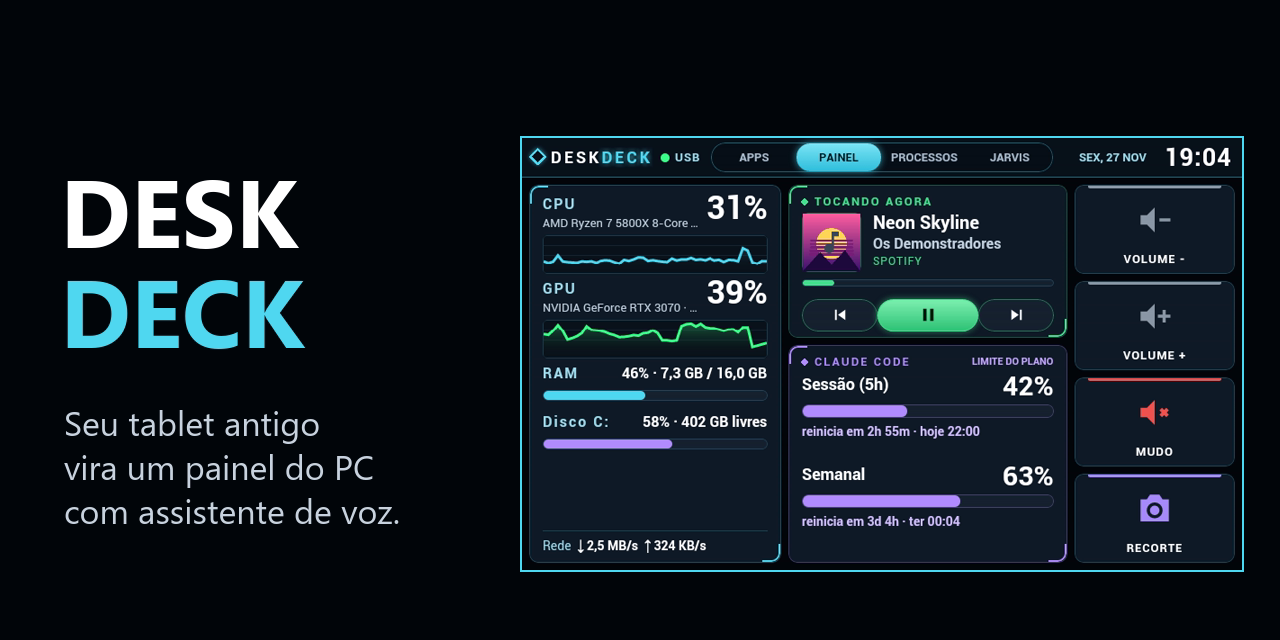 DESK
DECK
Seu tablet antigo
vira um painel do PC
com assistente de voz.
DESKDECK USB APPS PAINEL PROCESSOS JARVIS SEX, 27 NOV 19:04
CPU 31%
AMD Ryzen 7 5800X 8-Core ...
GPU 39%
NVIDIA GeForce RTX 3070 · ...
RAM 46% · 7,3 GB / 16,0 GB
Disco C: 58% · 402 GB livres
Rede ↓ 2,5 MB/s ↑ 324 KB/s
TOCANDO AGORA
Neon Skyline
Os Demonstradores
SPOTIFY
CLAUDE CODE LIMITE DO PLANO
Sessão (5h) 42%
reinicia em 2h 55m · hoje 22:00
Semanal 63%
reinicia em 3d 4h · ter 00:04
VOLUME -
VOLUME +
MUDO
RECORTE